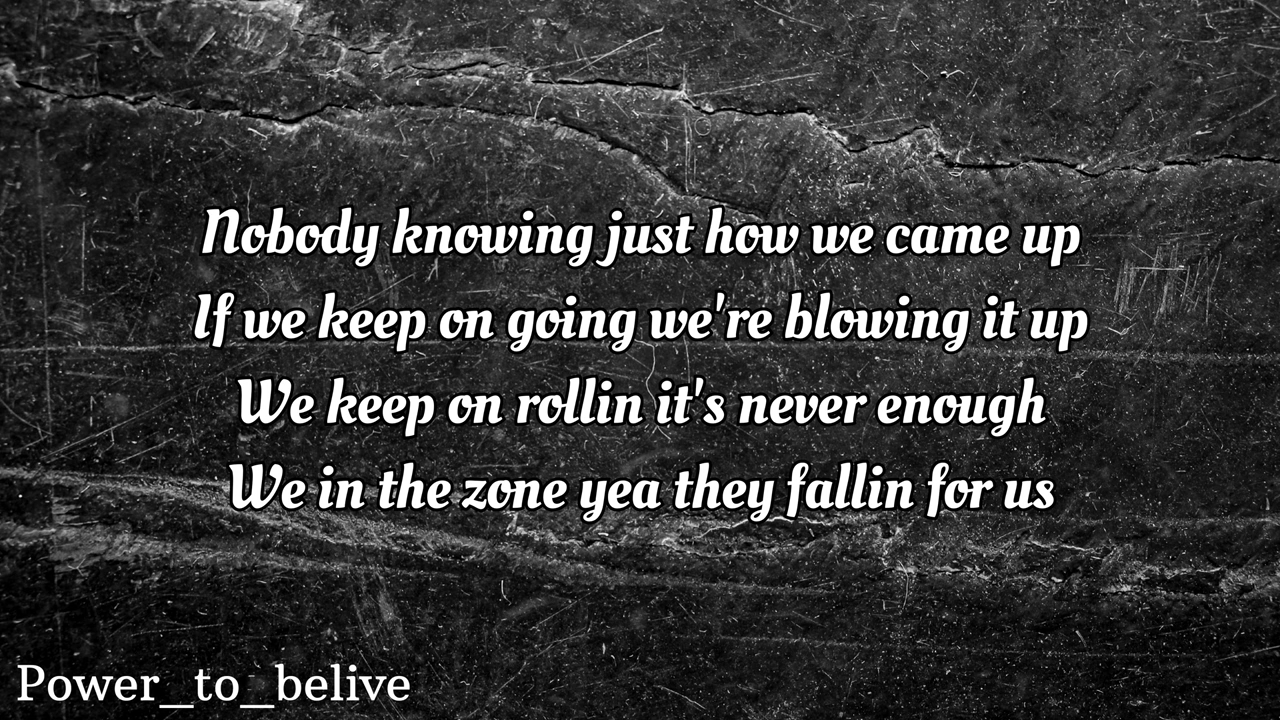 Nobody knowing just how we came up
If we keep on going we're blowing it up
We keep on rollin it's never enough
We in the zone yea they fallin for us
Power_to_belive